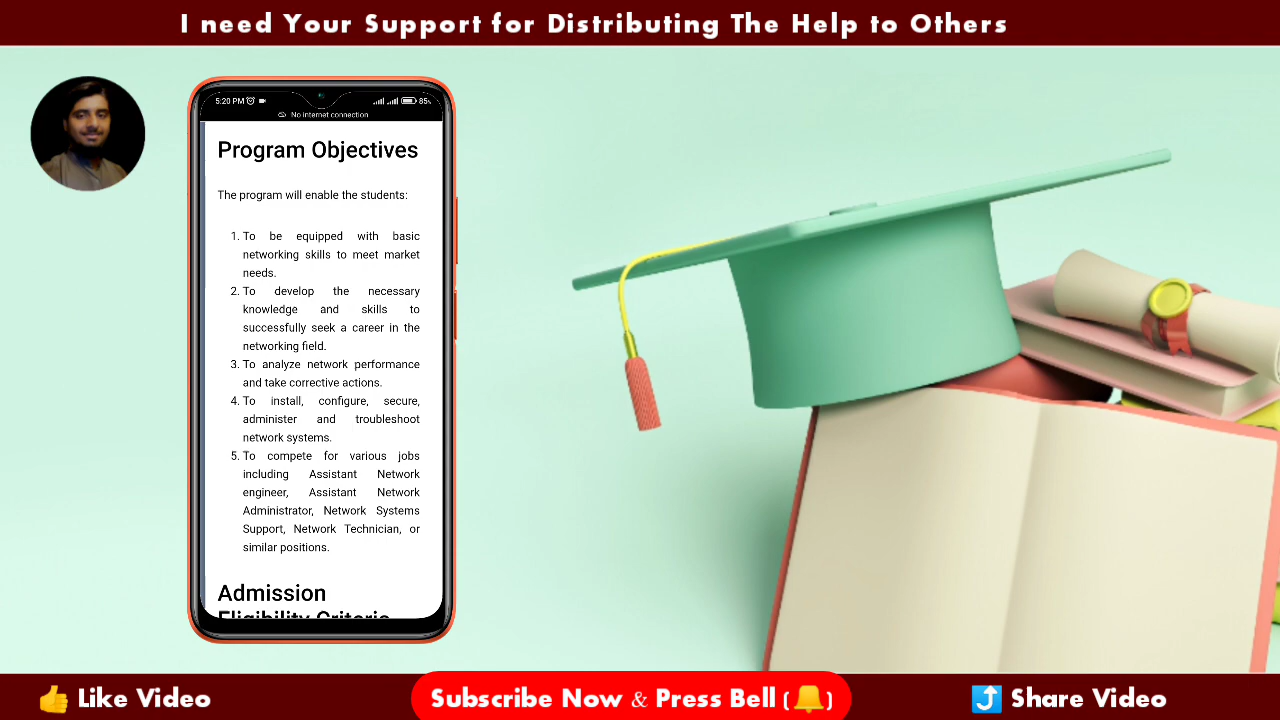 I need Your Support for Distributing The Help to Others
5:20 PM
85%
No internet connection
Program Objectives
The program will enable the students:
1. To be equipped with basic
networking skills to meet market
needs.
2. To develop the necessary
knowledge and skills to
successfully seek a career in the
networking field.
3. To analyze network performance
and take corrective actions.
4. To install, configure, secure,
administer and troubleshoot
network systems.
5. To compete for various jobs
including Assistant Network
engineer, Assistant Network
Administrator, Network Systems
Support, Network Technician, or
similar positions.
Admission
Eligibility Criteria
👍 Like Video
Subscribe Now & Press Bell (🔔)
⤴️ Share Video